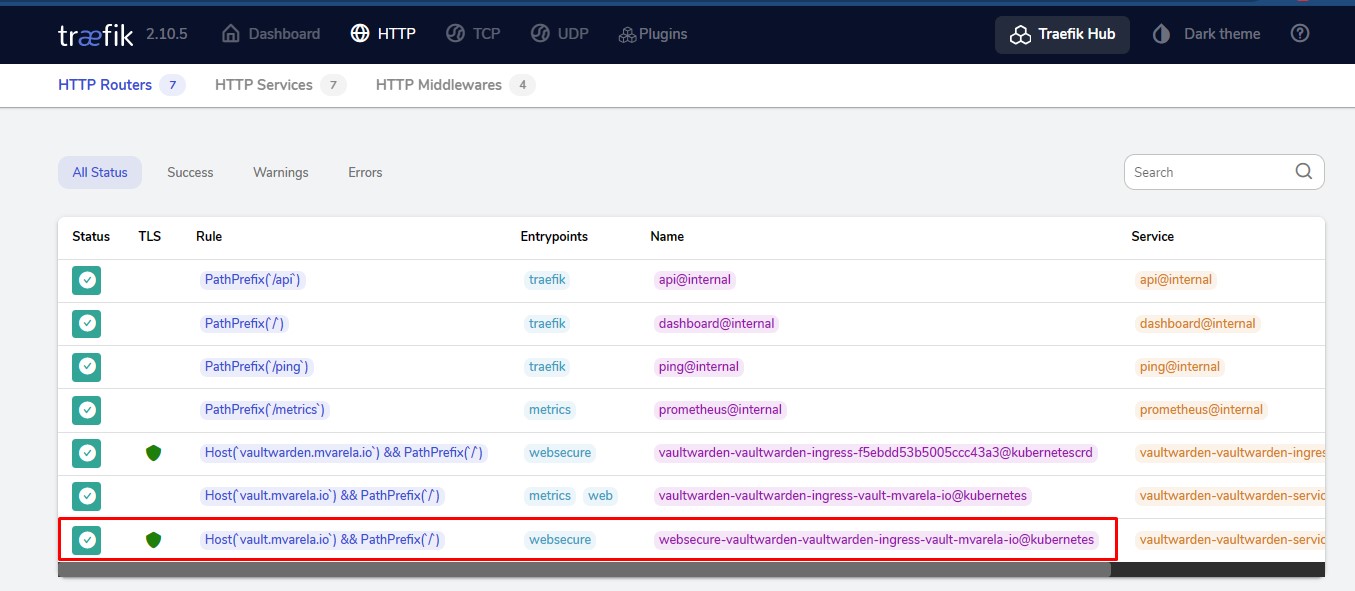 træfik 2.10.5 Dashboard HTTP TCP UDP Plugins Traefik Hub Dark theme
HTTP Routers 7 HTTP Services 7 HTTP Middlewares 4
All Status Success Warnings Errors Search
Status TLS Rule Entrypoints Name Service
PathPrefix(`/api`) traefik api@internal api@internal
PathPrefix(`/`) traefik dashboard@internal dashboard@internal
PathPrefix(`/ping`) traefik ping@internal ping@internal
PathPrefix(`/metrics`) metrics prometheus@internal prometheus@internal
Host(`vaultwarden.mvarela.io`) && PathPrefix(`/`) websecure vaultwarden-vaultwarden-ingress-f5ebdd53b5005ccc43a3@kubernetescrd vaultwarden-vaultwarden-ingres
Host(`vault.mvarela.io`) && PathPrefix(`/`) metrics web vaultwarden-vaultwarden-ingress-vault-mvarela-io@kubernetes vaultwarden-vaultwarden-servic
Host(`vault.mvarela.io`) && PathPrefix(`/`) websecure websecure-vaultwarden-vaultwarden-ingress-vault-mvarela-io@kubernetes vaultwarden-vaultwarden-servic